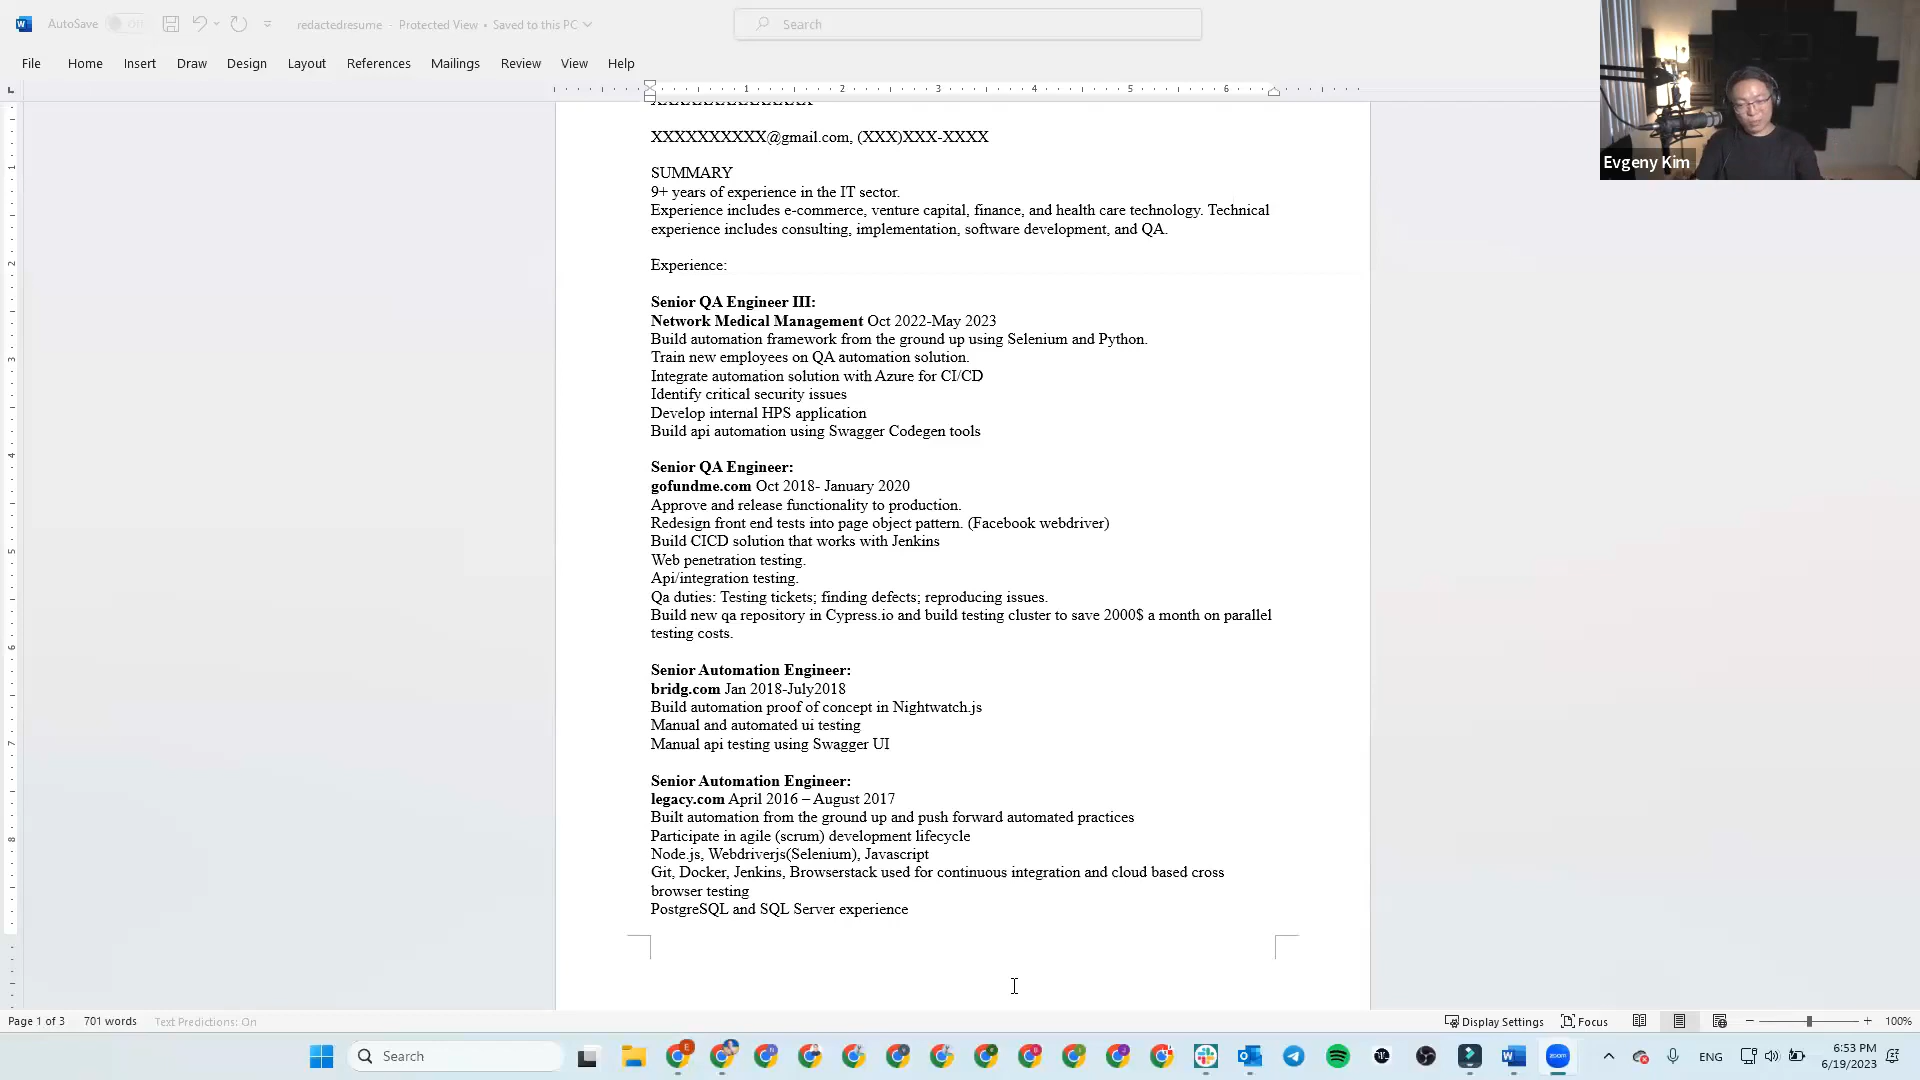 AutoSave Off redactedresume - Protected View • Saved to this PC Search
File Home Insert Draw Design Layout References Mailings Review View Help
1 2 3 4 5 6
XXXXXXXXXX@gmail.com, (XXX)XXX-XXXX
SUMMARY
9+ years of experience in the IT sector.
Experience includes e-commerce, venture capital, finance, and health care technology. Technical
experience includes consulting, implementation, software development, and QA.
Experience:
Senior QA Engineer III:
Network Medical Management Oct 2022-May 2023
Build automation framework from the ground up using Selenium and Python.
Train new employees on QA automation solution.
Integrate automation solution with Azure for CI/CD
Identify critical security issues
Develop internal HPS application
Build api automation using Swagger Codegen tools
Senior QA Engineer:
gofundme.com Oct 2018- January 2020
Approve and release functionality to production.
Redesign front end tests into page object pattern. (Facebook webdriver)
Build CICD solution that works with Jenkins
Web penetration testing.
Api/integration testing.
Qa duties: Testing tickets; finding defects; reproducing issues.
Build new qa repository in Cypress.io and build testing cluster to save 2000$ a month on parallel
testing costs.
Senior Automation Engineer:
bridg.com Jan 2018-July2018
Build automation proof of concept in Nightwatch.js
Manual and automated ui testing
Manual api testing using Swagger UI
Senior Automation Engineer:
legacy.com April 2016 – August 2017
Built automation from the ground up and push forward automated practices
Participate in agile (scrum) development lifecycle
Node.js, Webdriverjs(Selenium), Javascript
Git, Docker, Jenkins, Browserstack used for continuous integration and cloud based cross
browser testing
PostgreSQL and SQL Server experience
Evgeny Kim
Page 1 of 3 701 words Text Predictions: On Display Settings Focus 100%
Search zoom ENG 6:53 PM
6/19/2023